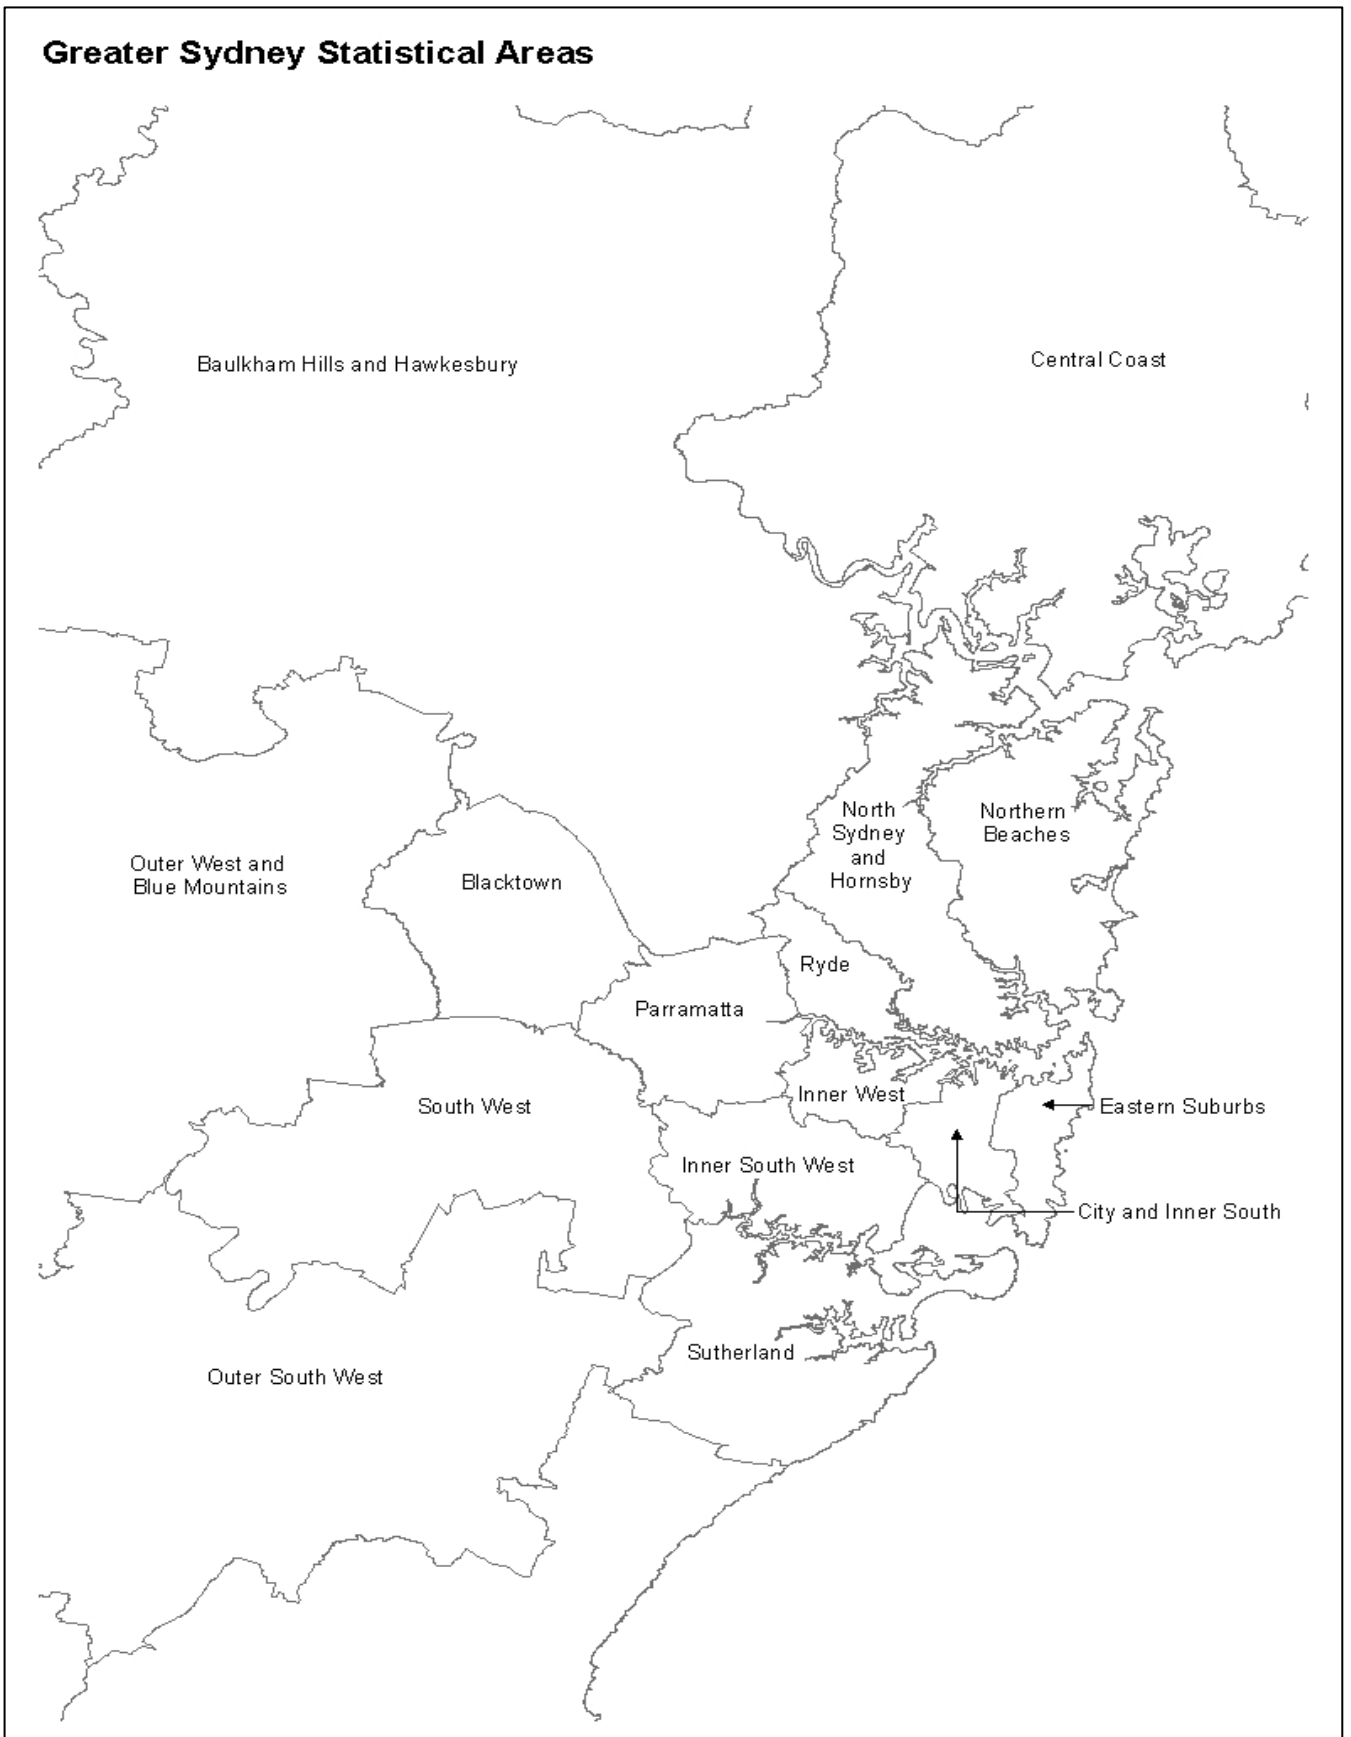 Greater Sydney Statistical Areas
Baulkham Hills and Hawkesbury
Central Coast
North
Sydney
and
Hornsby
Northern
Beaches
Outer West and
Blue Mountains
Blacktown
Ryde
Parramatta
Inner West
South West
Eastern Suburbs
Inner South West
City and Inner South
Sutherland
Outer South West